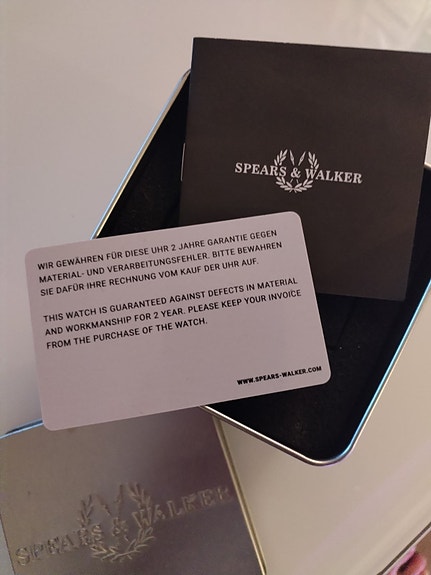 SPEARS & WALKER
WIR GEWÄHREN FÜR DIESE UHR 2 JAHRE GARANTIE GEGEN
MATERIAL- UND VERARBEITUNGSFEHLER. BITTE BEWAHREN
SIE DAFÜR IHRE RECHNUNG VOM KAUF DER UHR AUF.
THIS WATCH IS GUARANTEED AGAINST DEFECTS IN MATERIAL
AND WORKMANSHIP FOR 2 YEAR. PLEASE KEEP YOUR INVOICE
FROM THE PURCHASE OF THE WATCH.
WWW.SPEARS-WALKER.COM
SPEARS & WALKER